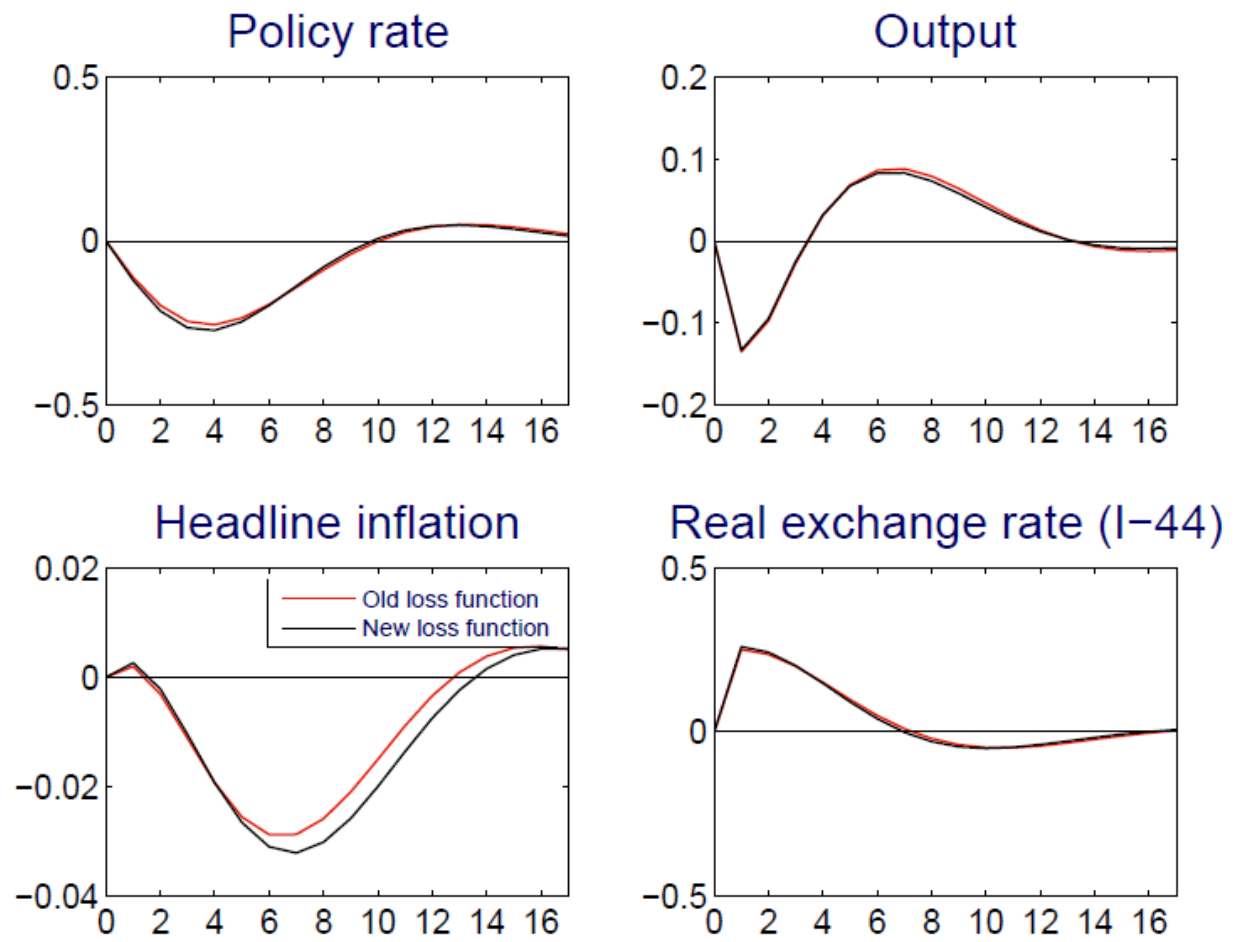 Policy rate
0.5
0
−0.5
0 2 4 6 8 10 12 14 16
Output
0.2
0.1
0
−0.1
−0.2
0 2 4 6 8 10 12 14 16
Headline inflation
0.02
0
−0.02
−0.04
0 2 4 6 8 10 12 14 16
Old loss function
New loss function
Real exchange rate (I−44)
0.5
0
−0.5
0 2 4 6 8 10 12 14 16